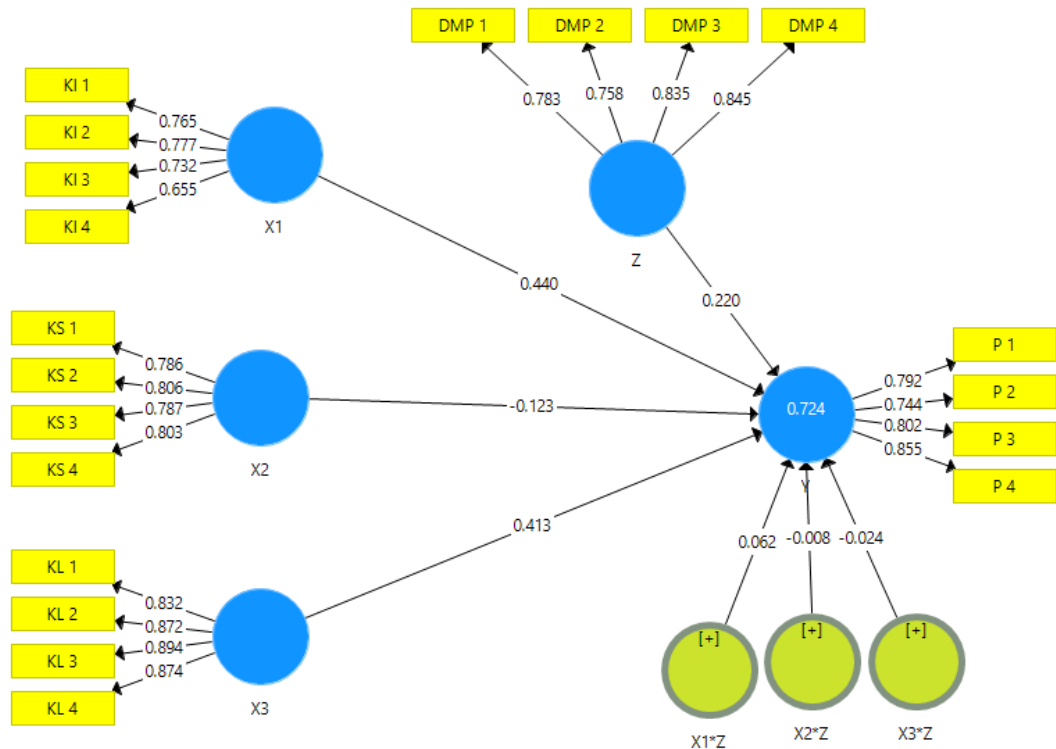 DMP 1
DMP 2
DMP 3
DMP 4
0.783
0.758
0.835
0.845
Z
0.220
KI 1
KI 2
KI 3
KI 4
0.765
0.777
0.732
0.655
X1
0.440
KS 1
KS 2
KS 3
KS 4
0.786
0.806
0.787
0.803
X2
-0.123
KL 1
KL 2
KL 3
KL 4
0.832
0.872
0.894
0.874
X3
0.413
0.724
Y
0.792
0.744
0.802
0.855
P 1
P 2
P 3
P 4
0.062
-0.008
-0.024
[+]
[+]
[+]
X1*Z
X2*Z
X3*Z